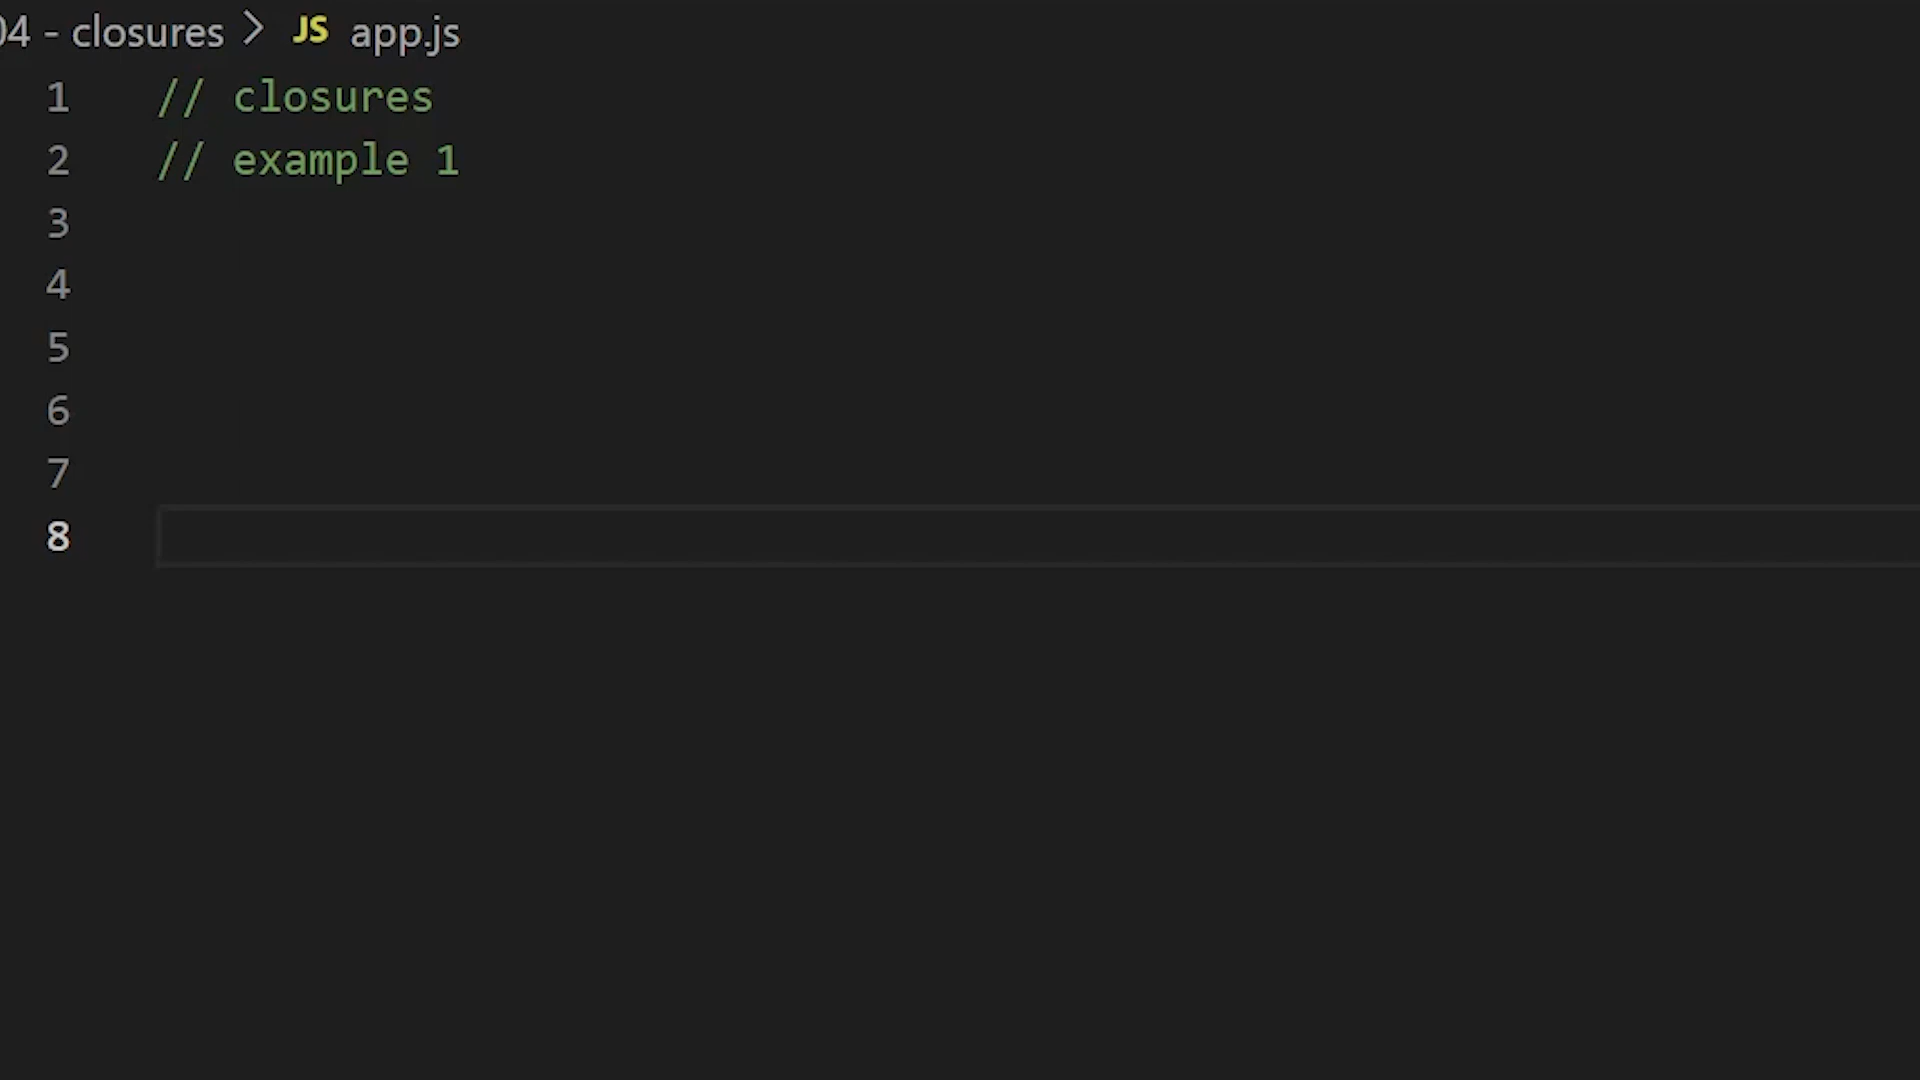 04 - closures > JS app.js
1 // closures
2 // example 1
3
4
5
6
7
8